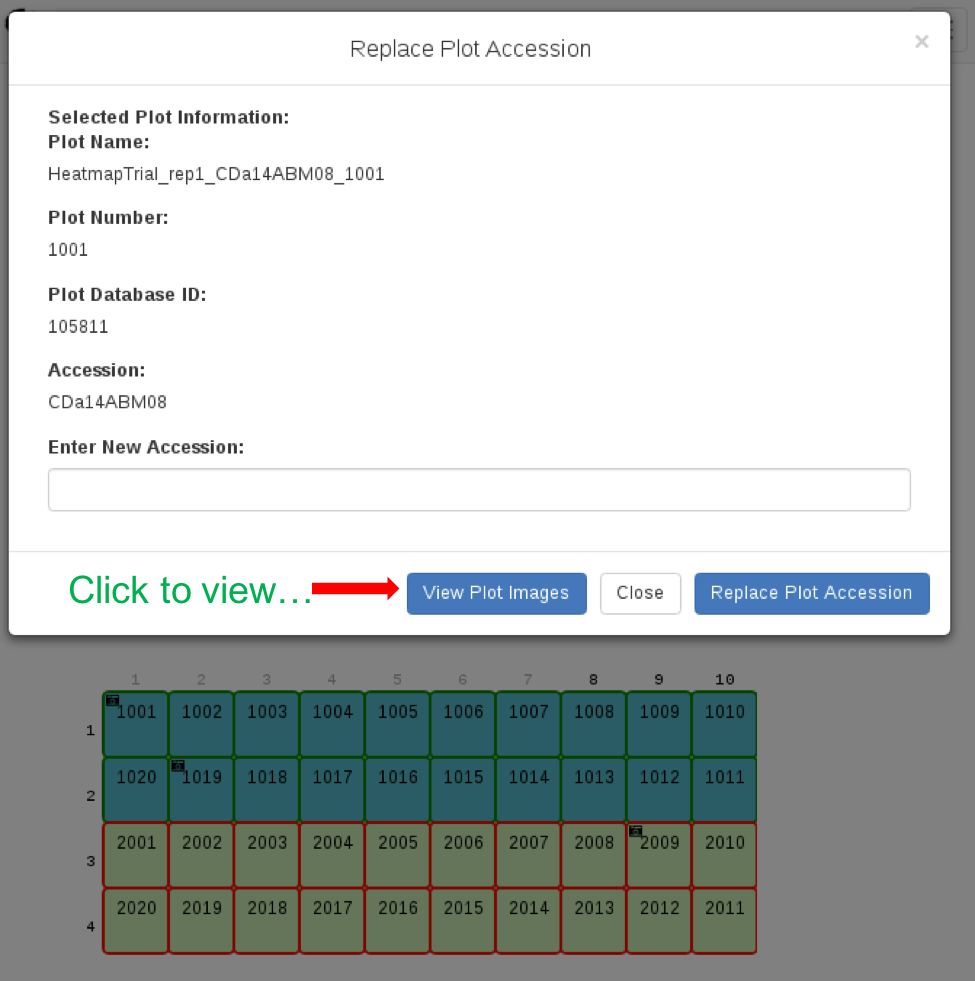 Replace Plot Accession ×
Selected Plot Information:
Plot Name:
HeatmapTrial_rep1_CDa14ABM08_1001
Plot Number:
1001
Plot Database ID:
105811
Accession:
CDa14ABM08
Enter New Accession:
Click to view... View Plot Images Close Replace Plot Accession
1 2 3 4 5 6 7 8 9 10
1 1001 1002 1003 1004 1005 1006 1007 1008 1009 1010
2 1020 1019 1018 1017 1016 1015 1014 1013 1012 1011
3 2001 2002 2003 2004 2005 2006 2007 2008 2009 2010
4 2020 2019 2018 2017 2016 2015 2014 2013 2012 2011